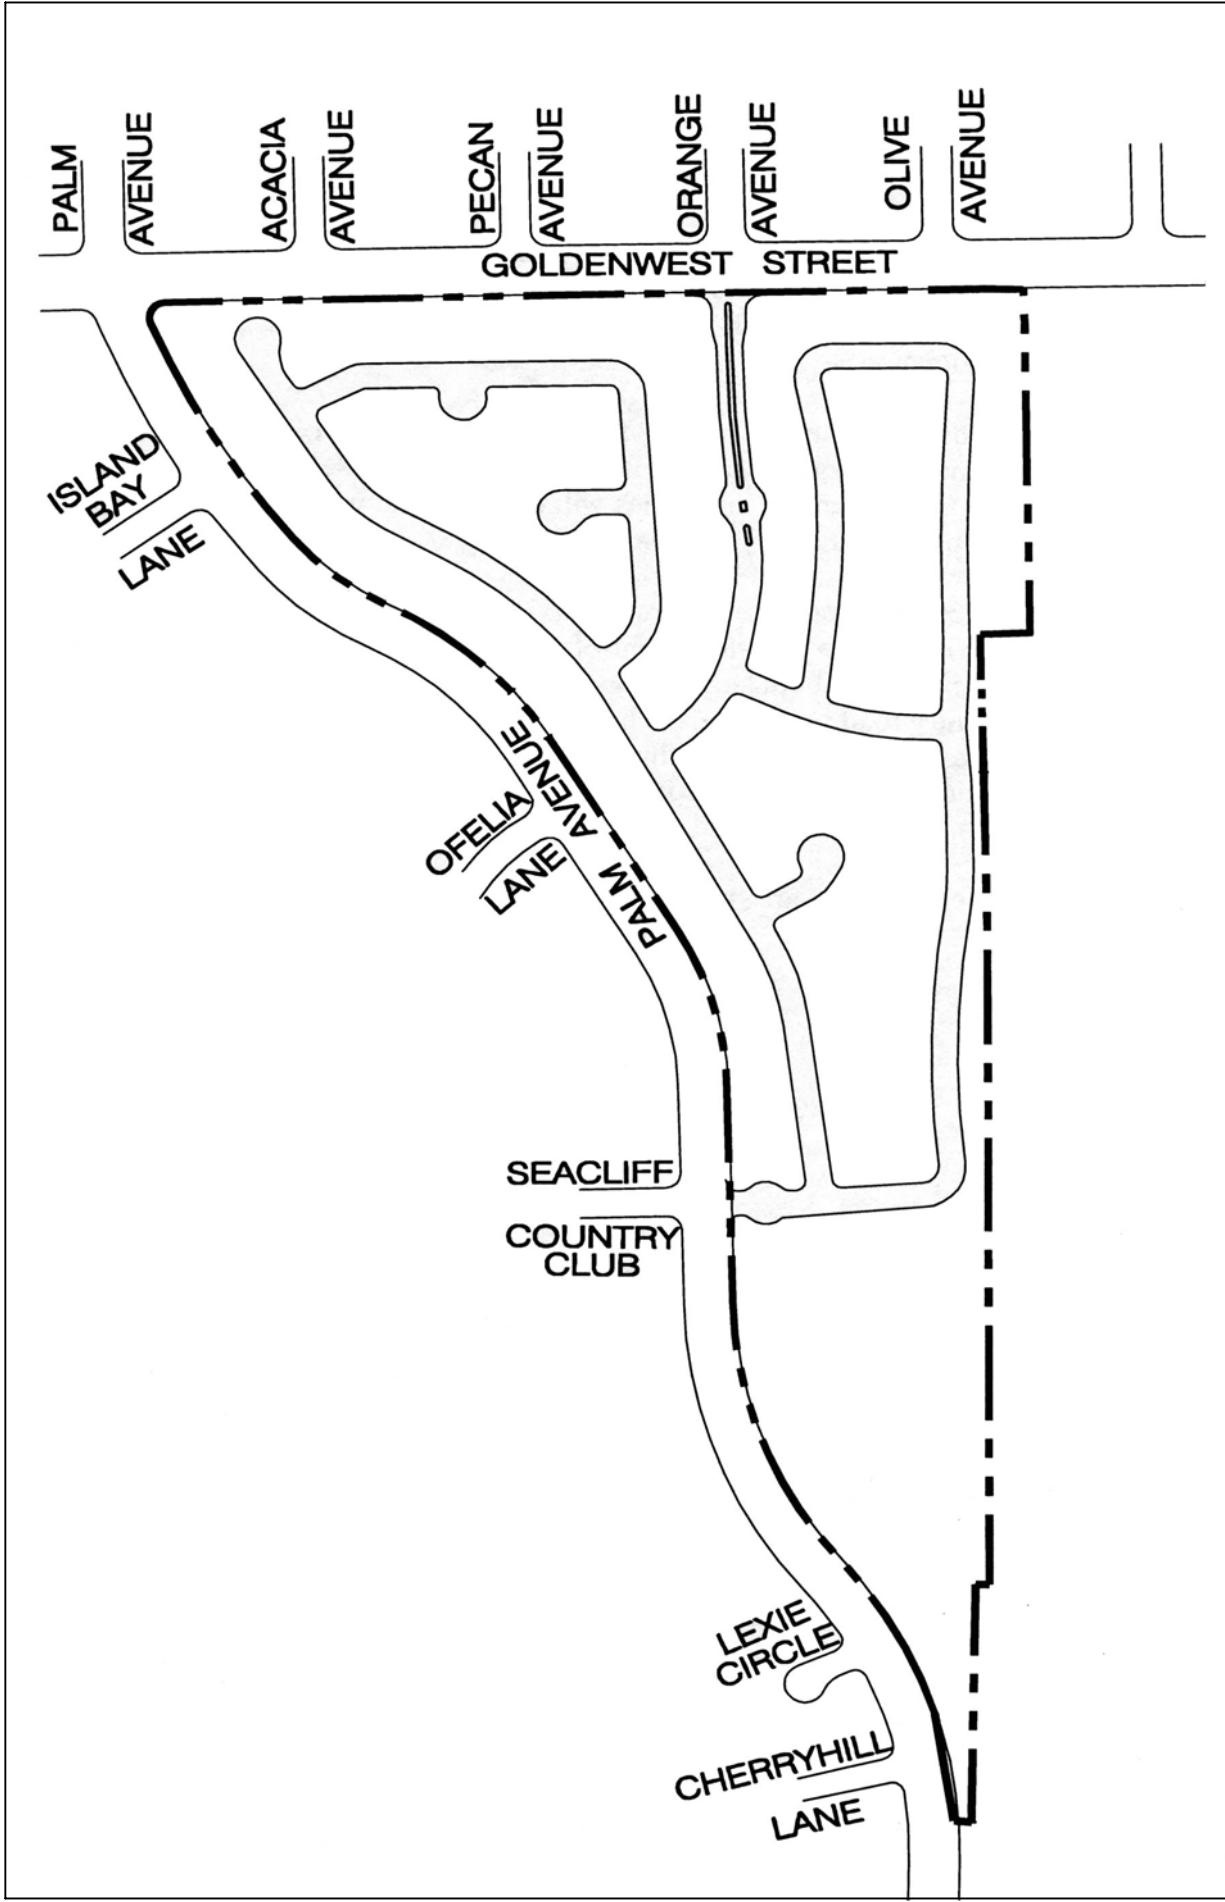 PALM
AVENUE
ACACIA
AVENUE
PECAN
AVENUE
ORANGE
AVENUE
OLIVE
AVENUE
GOLDENWEST STREET
ISLAND
BAY
LANE
OFELIA
LANE
PALM AVENUE
SEACLIFF
COUNTRY
CLUB
LEXIE
CIRCLE
CHERRYHILL
LANE